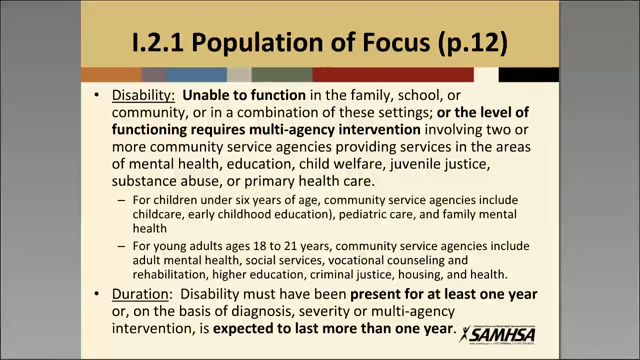 I.2.1 Population of Focus (p.12)
• Disability: Unable to function in the family, school, or
community, or in a combination of these settings; or the level of
functioning requires multi-agency intervention involving two or
more community service agencies providing services in the areas
of mental health, education, child welfare, juvenile justice,
substance abuse, or primary health care.
– For children under six years of age, community service agencies include
childcare, early childhood education), pediatric care, and family mental
health
– For young adults ages 18 to 21 years, community service agencies include
adult mental health, social services, vocational counseling and
rehabilitation, higher education, criminal justice, housing, and health.
• Duration: Disability must have been present for at least one year
or, on the basis of diagnosis, severity or multi-agency
intervention, is expected to last more than one year.
SAMHSA